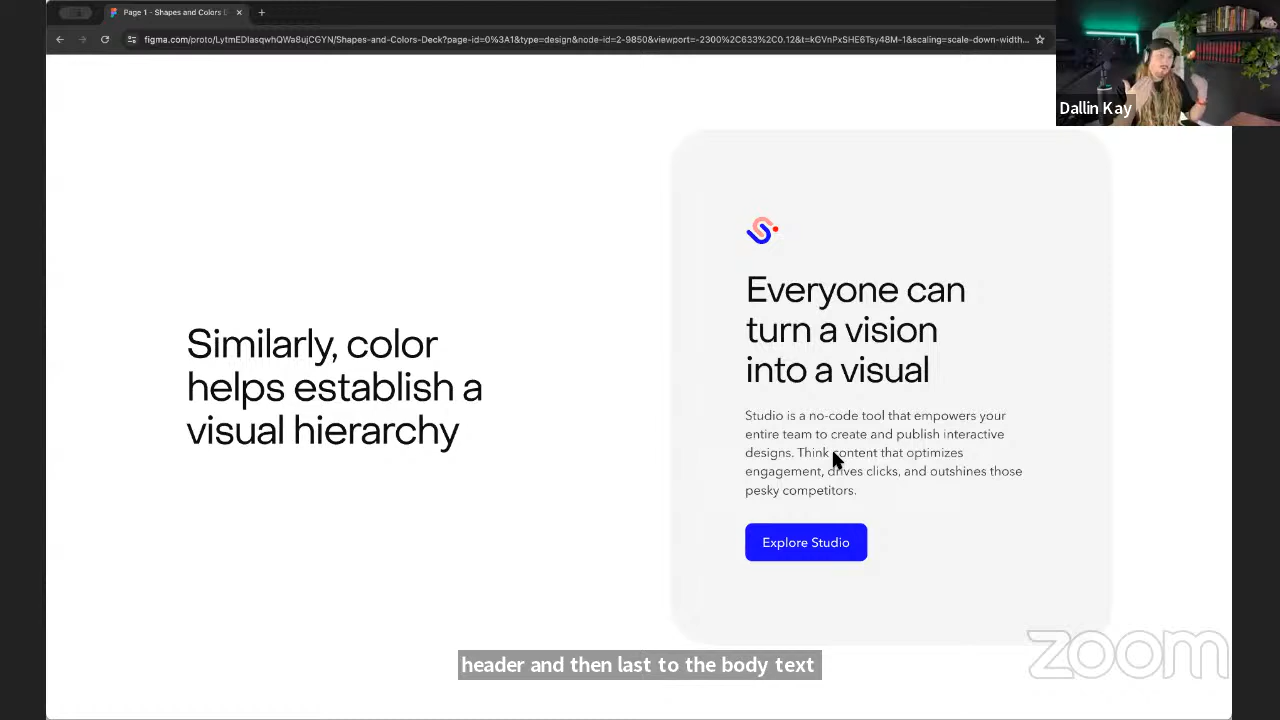 Page 1 - Shapes and Colors D
figma.com/proto/LytmEDIasqwhQWa8ujCGYN/Shapes-and-Colors-Deck?page-id=0%3A1&type=design&node-id=2-9850&viewport=-2300%2C633%2C0.12&t=kGVnPxSHE6Tsy48M-1&scaling=scale-down-width...
Dallin Kay
Similarly, color
helps establish a
visual hierarchy
Everyone can
turn a vision
into a visual
Studio is a no-code tool that empowers your
entire team to create and publish interactive
designs. Think content that optimizes
engagement, drives clicks, and outshines those
pesky competitors.
Explore Studio
header and then last to the body text
zoom